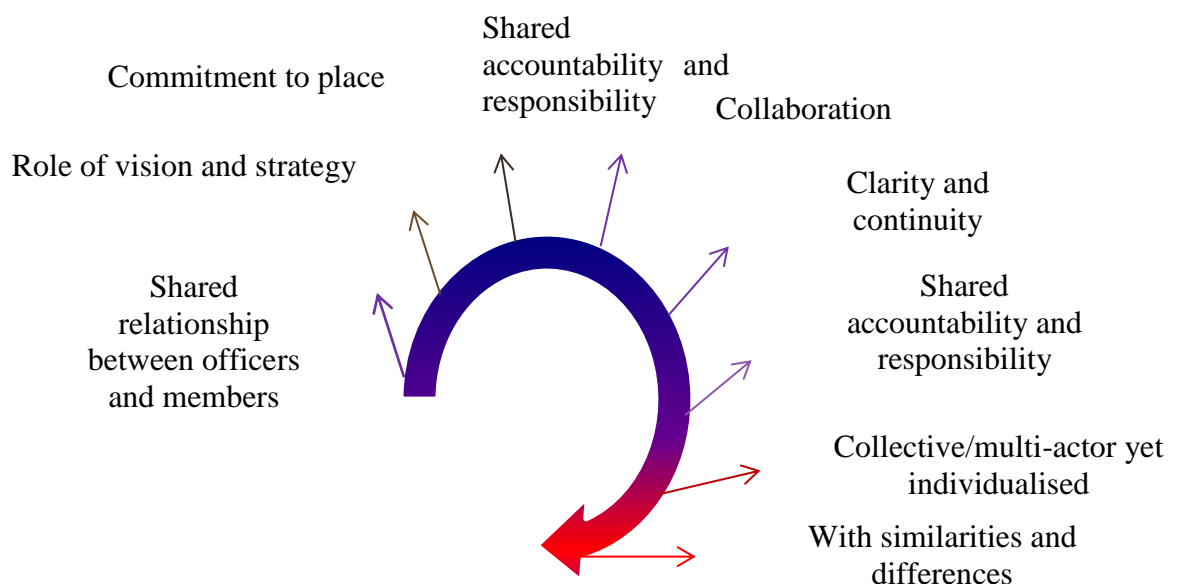 Shared
accountability and
responsibility
Commitment to place
Collaboration
Role of vision and strategy
Clarity and
continuity
Shared
relationship
between officers
and members
Shared
accountability and
responsibility
Collective/multi-actor yet
individualised
With similarities and
differences